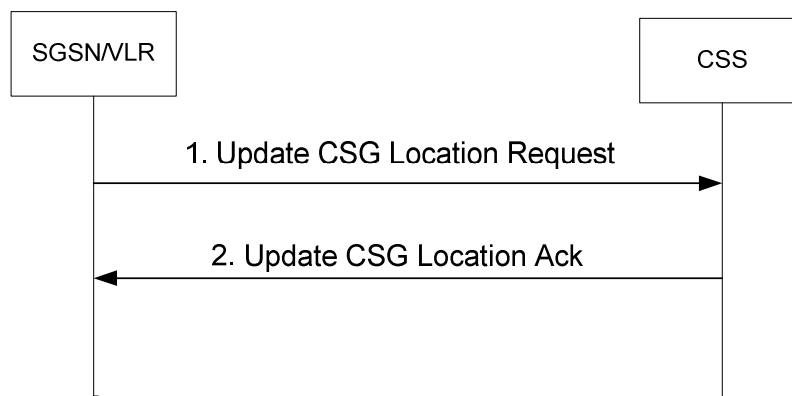 SGSN/VLR
CSS
1. Update CSG Location Request
2. Update CSG Location Ack